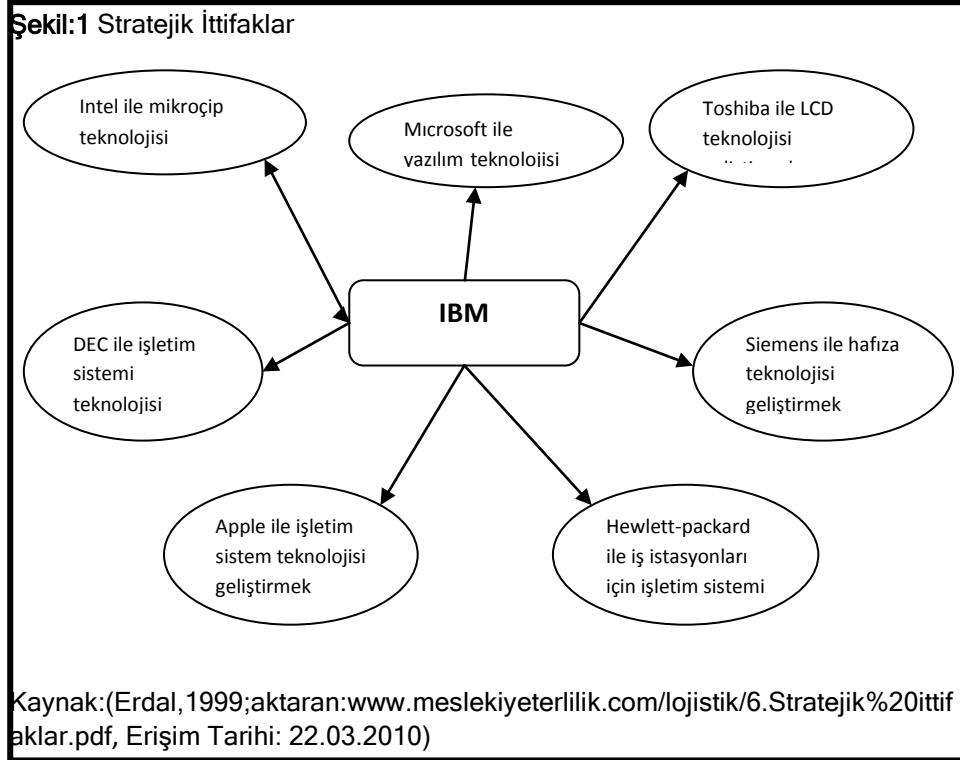 Şekil:1 Stratejik İttifaklar
Intel ile mikroçip
teknolojisi
Mıcrosoft ile
yazılım teknolojisi
Toshiba ile LCD
teknolojisi
IBM
DEC ile işletim
sistemi
teknolojisi
Siemens ile hafıza
teknolojisi
geliştirmek
Apple ile işletim
sistem teknolojisi
geliştirmek
Hewlett-packard
ile iş istasyonları
için işletim sistemi
Kaynak:(Erdal,1999;aktaran:www.meslekiyeterlilik.com/lojistik/6.Stratejik%20ittif
aklar.pdf, Erişim Tarihi: 22.03.2010)